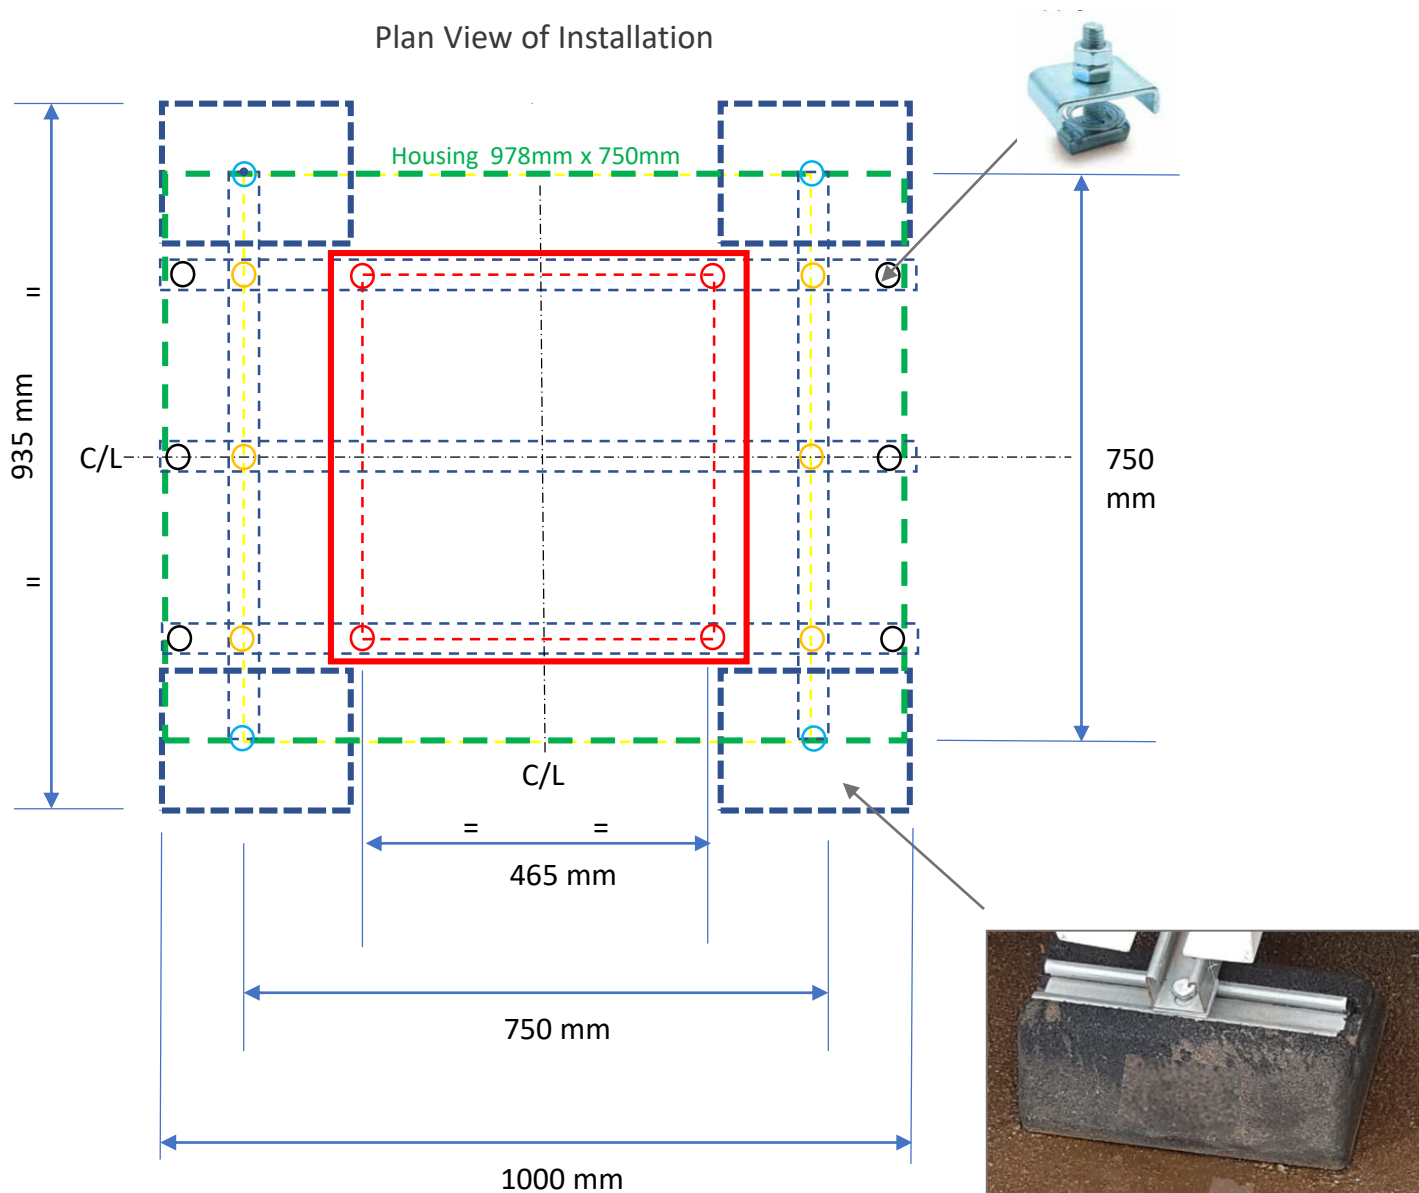 Plan View of Installation
Housing 978mm x 750mm
=
935 mm
=
C/L
750
mm
C/L
= =
465 mm
750 mm
1000 mm